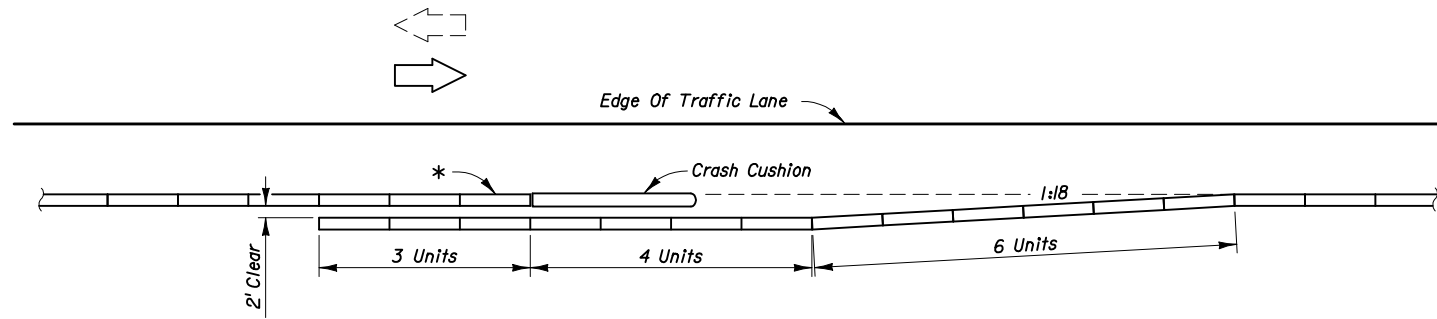 Edge Of Traffic Lane
*
Crash Cushion
1:18
3 Units
4 Units
6 Units
2' Clear